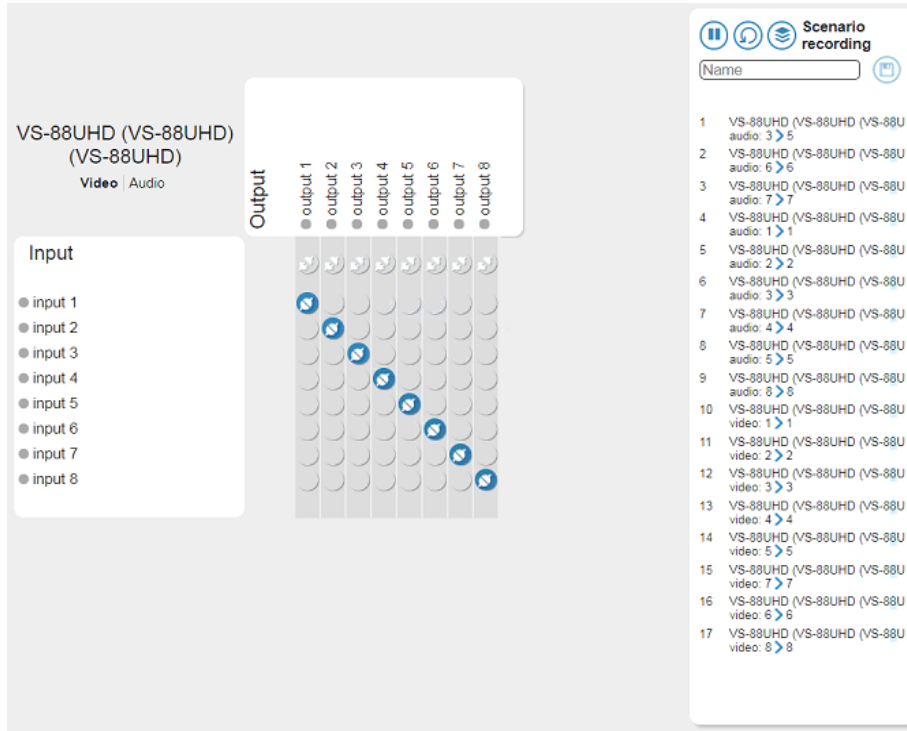 VS-88UHD (VS-88UHD)
(VS-88UHD)
Video | Audio
Output
output 1
output 2
output 3
output 4
output 5
output 6
output 7
output 8
Input
input 1
input 2
input 3
input 4
input 5
input 6
input 7
input 8
Scenario
recording
Name
1 VS-88UHD (VS-88UHD (VS-88U
audio: 3 > 5
2 VS-88UHD (VS-88UHD (VS-88U
audio: 6 > 6
3 VS-88UHD (VS-88UHD (VS-88U
audio: 7 > 7
4 VS-88UHD (VS-88UHD (VS-88U
audio: 1 > 1
5 VS-88UHD (VS-88UHD (VS-88U
audio: 2 > 2
6 VS-88UHD (VS-88UHD (VS-88U
audio: 3 > 3
7 VS-88UHD (VS-88UHD (VS-88U
audio: 4 > 4
8 VS-88UHD (VS-88UHD (VS-88U
audio: 5 > 5
9 VS-88UHD (VS-88UHD (VS-88U
audio: 8 > 8
10 VS-88UHD (VS-88UHD (VS-88U
video: 1 > 1
11 VS-88UHD (VS-88UHD (VS-88U
video: 2 > 2
12 VS-88UHD (VS-88UHD (VS-88U
video: 3 > 3
13 VS-88UHD (VS-88UHD (VS-88U
video: 4 > 4
14 VS-88UHD (VS-88UHD (VS-88U
video: 5 > 5
15 VS-88UHD (VS-88UHD (VS-88U
video: 7 > 7
16 VS-88UHD (VS-88UHD (VS-88U
video: 6 > 6
17 VS-88UHD (VS-88UHD (VS-88U
video: 8 > 8